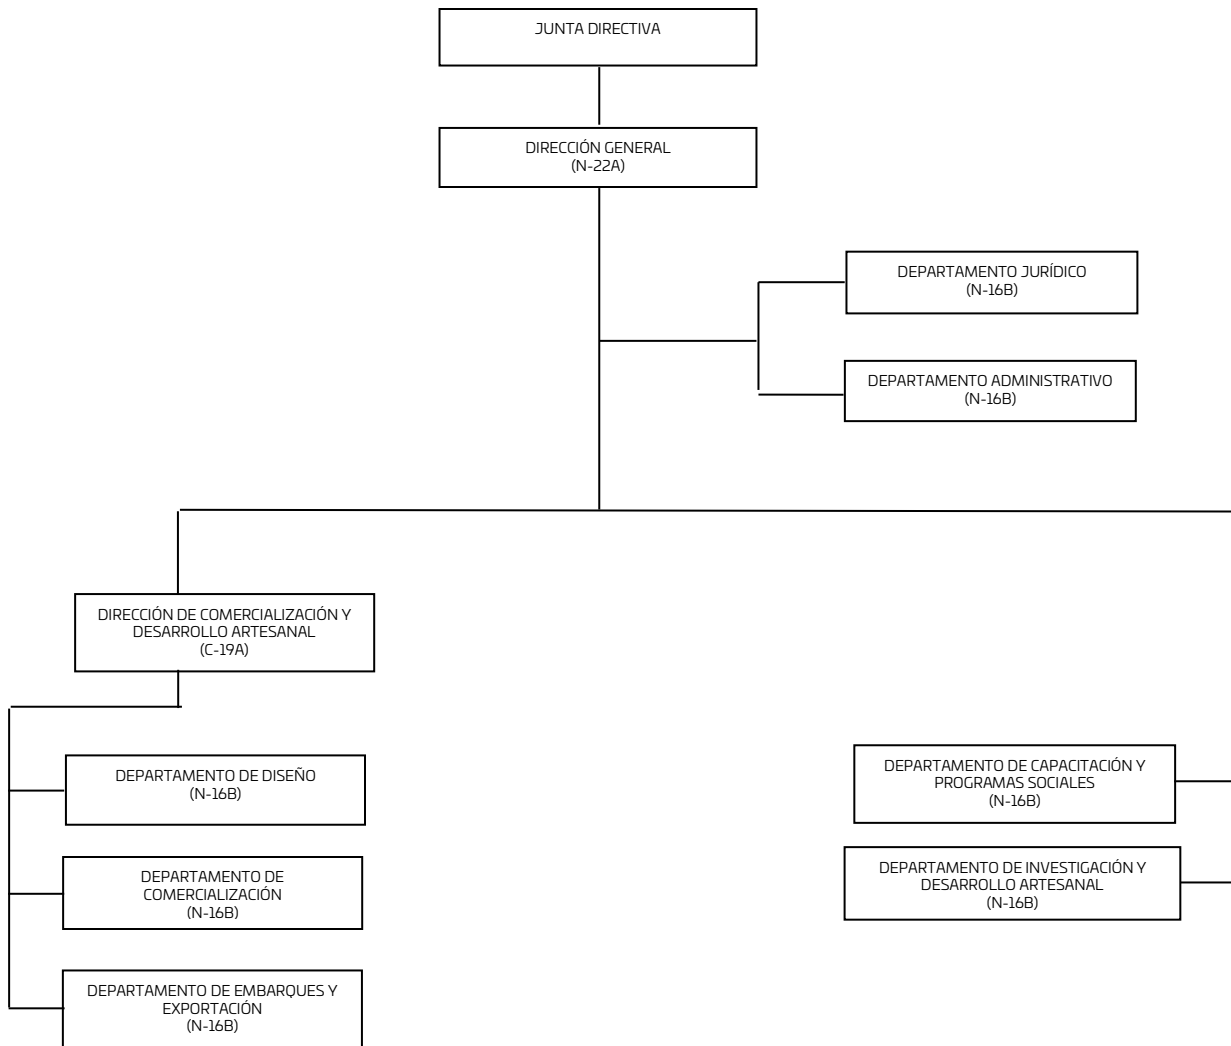 JUNTA DIRECTIVA
DIRECCIÓN GENERAL
(N-22A)
DEPARTAMENTO JURÍDICO
(N-16B)
DEPARTAMENTO ADMINISTRATIVO
(N-16B)
DIRECCIÓN DE COMERCIALIZACIÓN Y
DESARROLLO ARTESANAL
(C-19A)
DEPARTAMENTO DE DISEÑO
(N-16B)
DEPARTAMENTO DE
COMERCIALIZACIÓN
(N-16B)
DEPARTAMENTO DE EMBARQUES Y
EXPORTACIÓN
(N-16B)
DEPARTAMENTO DE CAPACITACIÓN Y
PROGRAMAS SOCIALES
(N-16B)
DEPARTAMENTO DE INVESTIGACIÓN Y
DESARROLLO ARTESANAL
(N-16B)